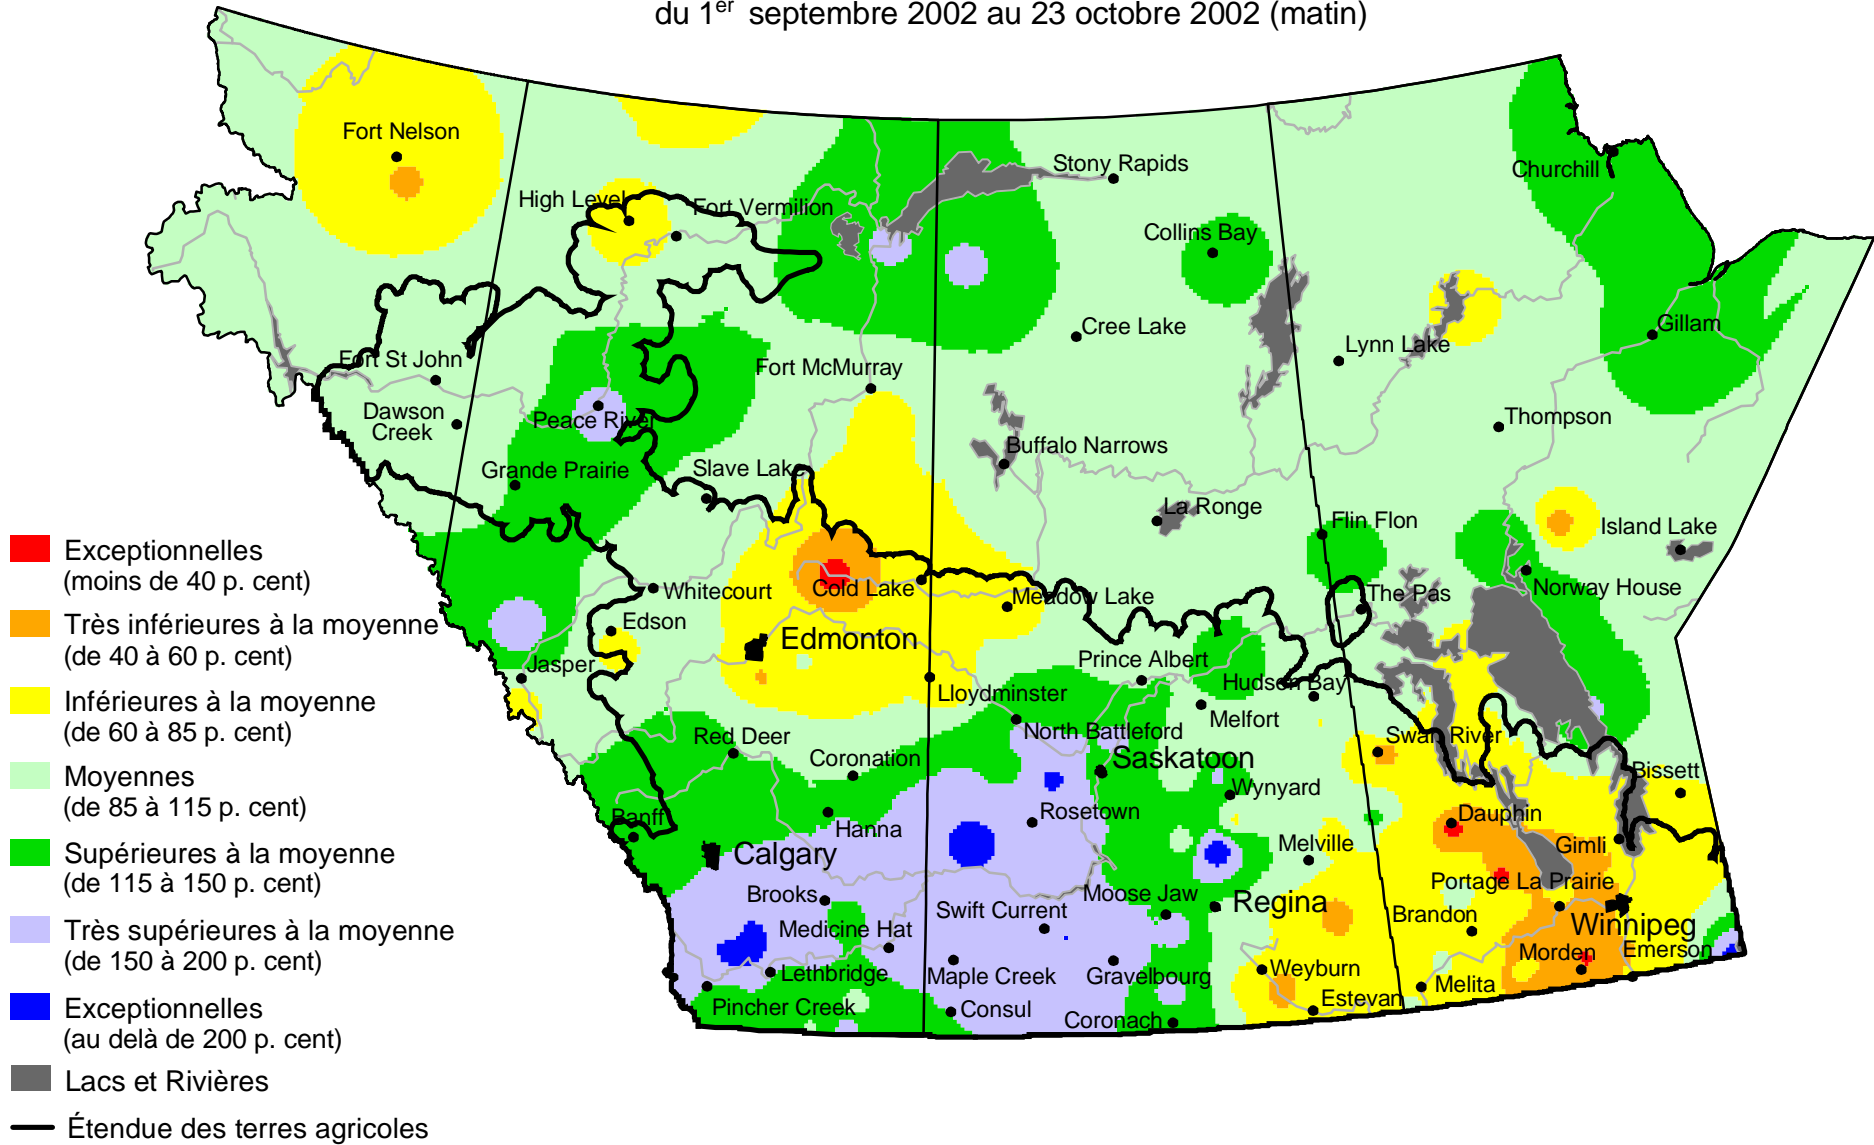 du 1er septembre 2002 au 23 octobre 2002 (matin)
Fort Nelson
High Level
Fort Vermilion
Stony Rapids
Churchill
Collins Bay
Fort St John
Fort McMurray
Cree Lake
Lynn Lake
Gillam
Dawson
Creek
Peace River
Thompson
Grande Prairie
Slave Lake
Buffalo Narrows
La Ronge
Flin Flon
Island Lake
Whitecourt
Cold Lake
Meadow Lake
The Pas
Norway House
Edson
Edmonton
Jasper
Prince Albert
Hudson Bay
Lloydminster
Melfort
Red Deer
Coronation
North Battleford
Saskatoon
Swan River
Bissett
Banff
Hanna
Rosetown
Wynyard
Dauphin
Calgary
Melville
Gimli
Brooks
Swift Current
Moose Jaw
Regina
Portage La Prairie
Brandon
Winnipeg
Medicine Hat
Lethbridge
Maple Creek
Gravelbourg
Weyburn
Morden
Emerson
Pincher Creek
Consul
Coronach
Estevan
Melita
Exceptionnelles
(moins de 40 p. cent)
Très inférieures à la moyenne
(de 40 à 60 p. cent)
Inférieures à la moyenne
(de 60 à 85 p. cent)
Moyennes
(de 85 à 115 p. cent)
Supérieures à la moyenne
(de 115 à 150 p. cent)
Très supérieures à la moyenne
(de 150 à 200 p. cent)
Exceptionnelles
(au delà de 200 p. cent)
Lacs et Rivières
Étendue des terres agricoles